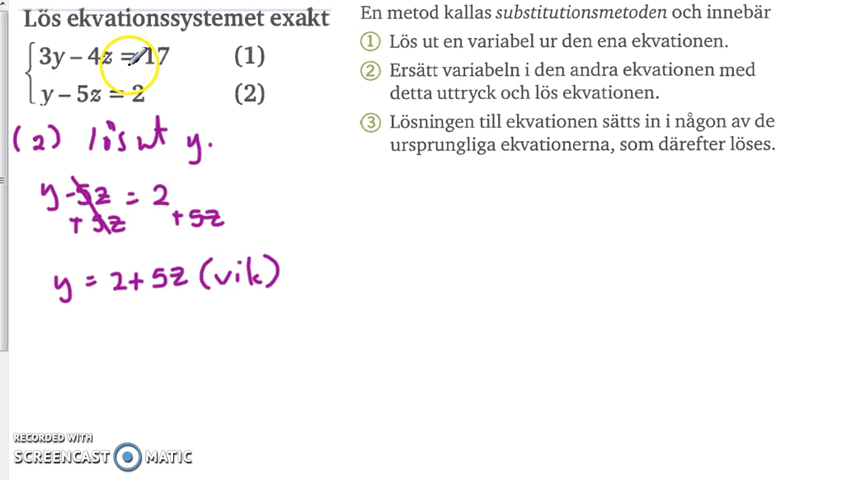 Lös ekvationssystemet exakt
3y – 4z = 17 (1)
y – 5z = 2 (2)
(2) lös ut y.
y - 5z = 2
+ 5z + 5z
y = 2 + 5z (vik)
En metod kallas substitutionsmetoden och innebär
① Lös ut en variabel ur den ena ekvationen.
② Ersätt variabeln i den andra ekvationen med
detta uttryck och lös ekvationen.
③ Lösningen till ekvationen sätts in i någon av de
ursprungliga ekvationerna, som därefter löses.
RECORDED WITH
SCREENCAST MATIC